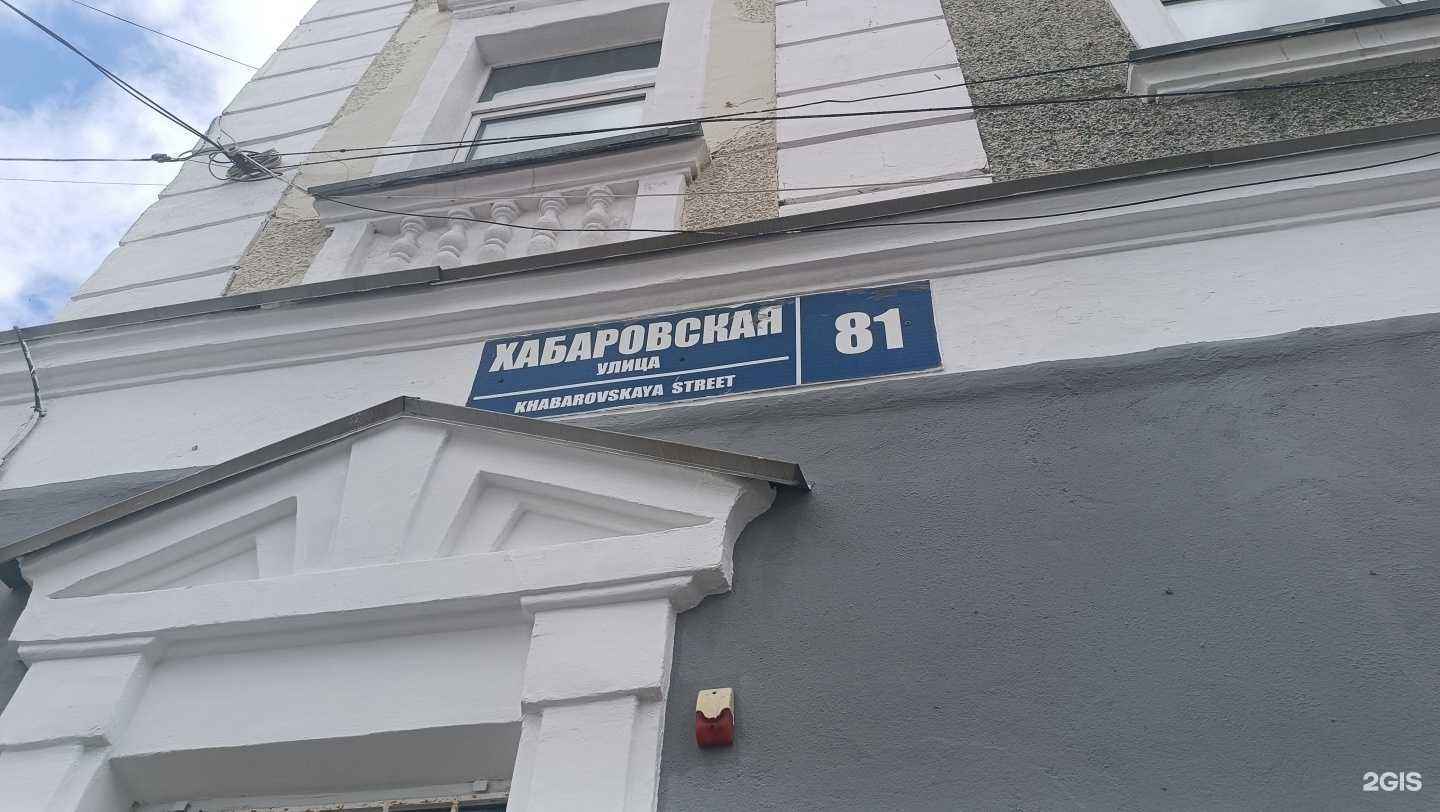 ХАБАРОВСКАЯ
УЛИЦА
KHABAROVSKAYA STREET
81
2GIS